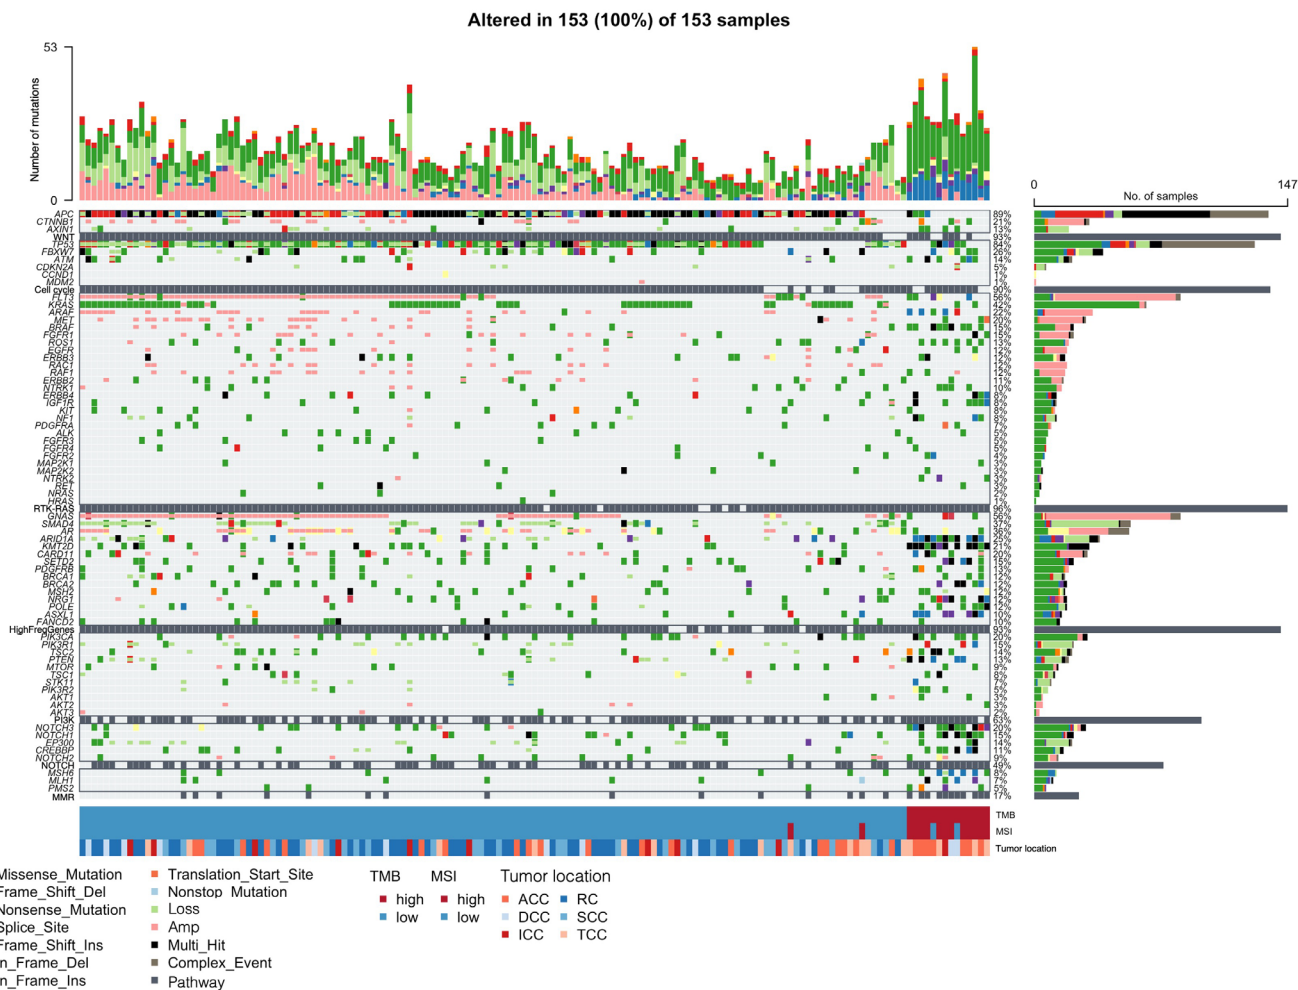 Altered in 153 (100%) of 153 samples
53
Number of mutations
0
0 147
No. of samples
APC 89%
CTNNB1 21%
AXIN1 13%
WNT 93%
TP53 84%
FBXW7 26%
ATM 14%
CDKN2A 5%
CCND1 1%
MDM2 1%
Cell cycle 90%
FLT3 56%
KRAS 42%
ARAF 22%
MET 20%
BRAF 15%
FGFR1 15%
ROS1 13%
EGFR 12%
ERBB3 12%
RAC1 12%
RAF1 12%
ERBB2 11%
NTRK1 10%
ERBB4 8%
IGF1R 8%
KIT 8%
NF1 8%
PDGFRA 7%
ALK 5%
FGFR3 5%
FGFR4 5%
FGFR2 4%
MAP2K1 3%
MAP2K2 3%
NTRK2 3%
RET 3%
NRAS 2%
HRAS 1%
RTK-RAS 96%
GNAS 56%
SMAD4 37%
AR 36%
ARID1A 25%
KMT2D 21%
CARD11 20%
SETD2 15%
PDGFRB 13%
BRCA1 12%
BRCA2 12%
MSH2 12%
NRG1 12%
POLE 12%
ASXL1 10%
FANCD2 10%
HighFreqGenes 93%
PIK3CA 20%
PIK3R1 15%
TSC2 14%
PTEN 13%
MTOR 9%
TSC1 8%
STK11 7%
PIK3R2 5%
AKT1 3%
AKT2 3%
AKT3 2%
PI3K 63%
NOTCH3 20%
NOTCH1 15%
EP300 14%
CREBBP 11%
NOTCH2 9%
NOTCH 49%
MSH6 8%
MLH1 7%
PMS2 5%
MMR 17%
TMB
MSI
Tumor location
Missense_Mutation Translation_Start_Site TMB MSI Tumor location
Frame_Shift_Del Nonstop_Mutation high high ACC RC
Nonsense_Mutation Loss low low DCC SCC
Splice_Site Amp ICC TCC
Frame_Shift_Ins Multi_Hit
n_Frame_Del Complex_Event
n_Frame_Ins Pathway